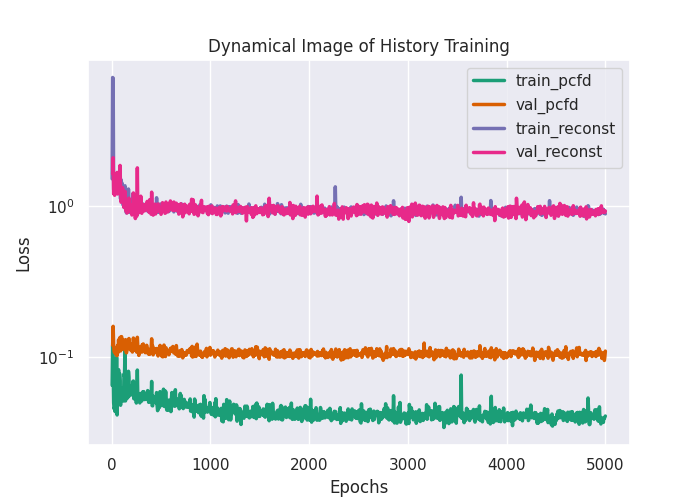 Dynamical Image of History Training
train_pcfd
val_pcfd
train_reconst
val_reconst
10⁰
10⁻¹
Loss
0
1000
2000
3000
4000
5000
Epochs